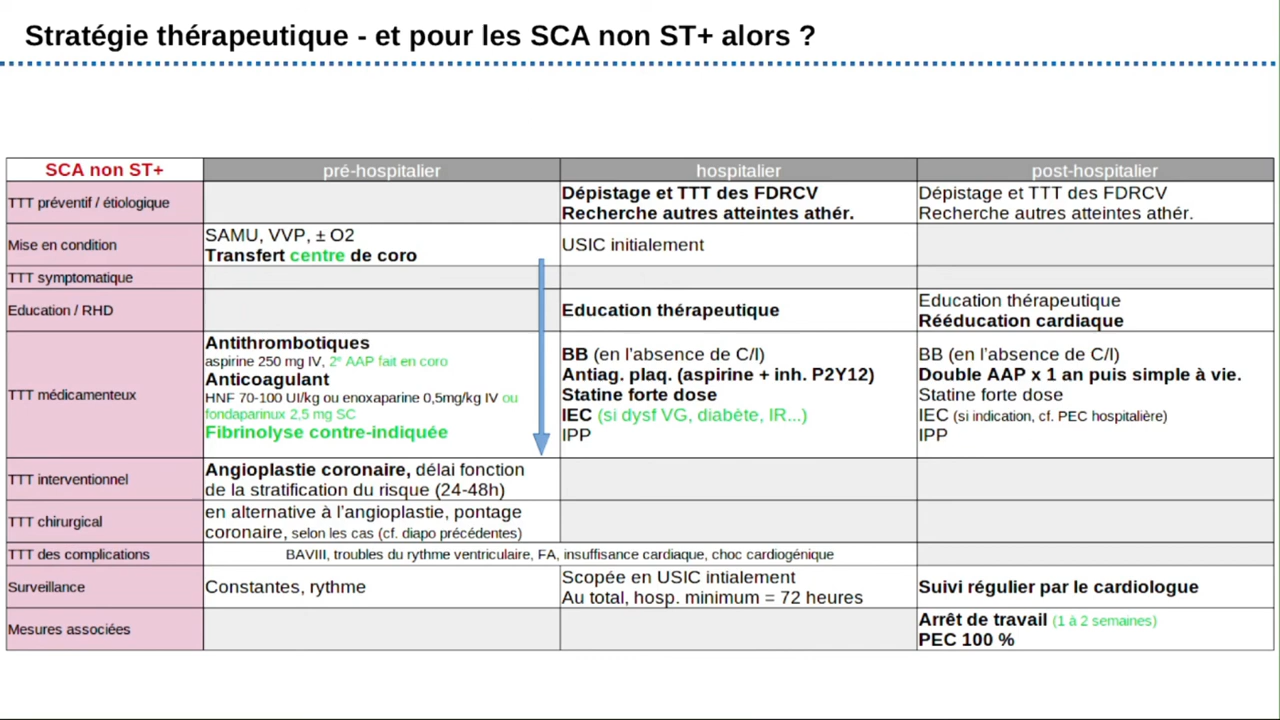 Stratégie thérapeutique - et pour les SCA non ST+ alors ?
SCA non ST+
pré-hospitalier
hospitalier
post-hospitalier
TTT préventif / étiologique
Dépistage et TTT des FDRCV
Recherche autres atteintes athér.
Dépistage et TTT des FDRCV
Recherche autres atteintes athér.
Mise en condition
SAMU, VVP, ± O2
Transfert centre de coro
USIC initialement
TTT symptomatique
Education / RHD
Education thérapeutique
Education thérapeutique
Rééducation cardiaque
TTT médicamenteux
Antithrombotiques
aspirine 250 mg IV, 2° AAP fait en coro
Anticoagulant
HNF 70-100 UI/kg ou enoxaparine 0,5mg/kg IV ou
fondaparinux 2,5 mg SC
Fibrinolyse contre-indiquée
BB (en l'absence de C/I)
Antiag. plaq. (aspirine + inh. P2Y12)
Statine forte dose
IEC (si dysf VG, diabète, IR...)
IPP
BB (en l'absence de C/I)
Double AAP x 1 an puis simple à vie.
Statine forte dose
IEC (si indication, cf. PEC hospitalière)
IPP
TTT interventionnel
Angioplastie coronaire, délai fonction
de la stratification du risque (24-48h)
TTT chirurgical
en alternative à l'angioplastie, pontage
coronaire, selon les cas (cf. diapo précédentes)
TTT des complications
BAVIII, troubles du rythme ventriculaire, FA, insuffisance cardiaque, choc cardiogénique
Surveillance
Constantes, rythme
Scopée en USIC intialement
Au total, hosp. minimum = 72 heures
Suivi régulier par le cardiologue
Mesures associées
Arrêt de travail (1 à 2 semaines)
PEC 100 %